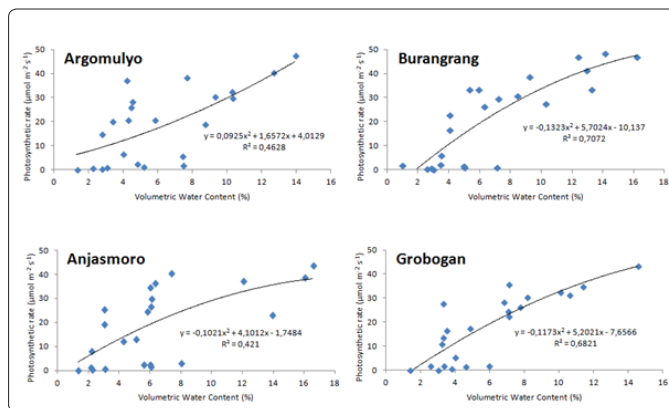 Argomulyo
Photosynthetic rate (µmol m⁻² s⁻¹)
50
40
30
20
10
0
y = 0,0925x² + 1,6572x + 4,0129
R² = 0,4628
0 2 4 6 8 10 12 14 16
Volumetric Water Content (%)
Burangrang
Photosynthetic rate (µmol m⁻² s⁻¹)
50
40
30
20
10
0
y = -0,1323x² + 5,7024x - 10,137
R² = 0,7072
0 2 4 6 8 10 12 14 16 18
Volumetric Water Content (%)
Anjasmoro
Photosynthetic rate (µmol m⁻² s⁻¹)
50
40
30
20
10
0
y = -0,1021x² + 4,1012x - 1,7484
R² = 0,421
0 2 4 6 8 10 12 14 16 18
Volumetric Water Content (%)
Grobogan
Photosynthetic rate (µmol m⁻² s⁻¹)
50
40
30
20
10
0
y = -0,1173x² + 5,2021x - 7,6566
R² = 0,6821
0 2 4 6 8 10 12 14 16
Volumetric Water Content (%)